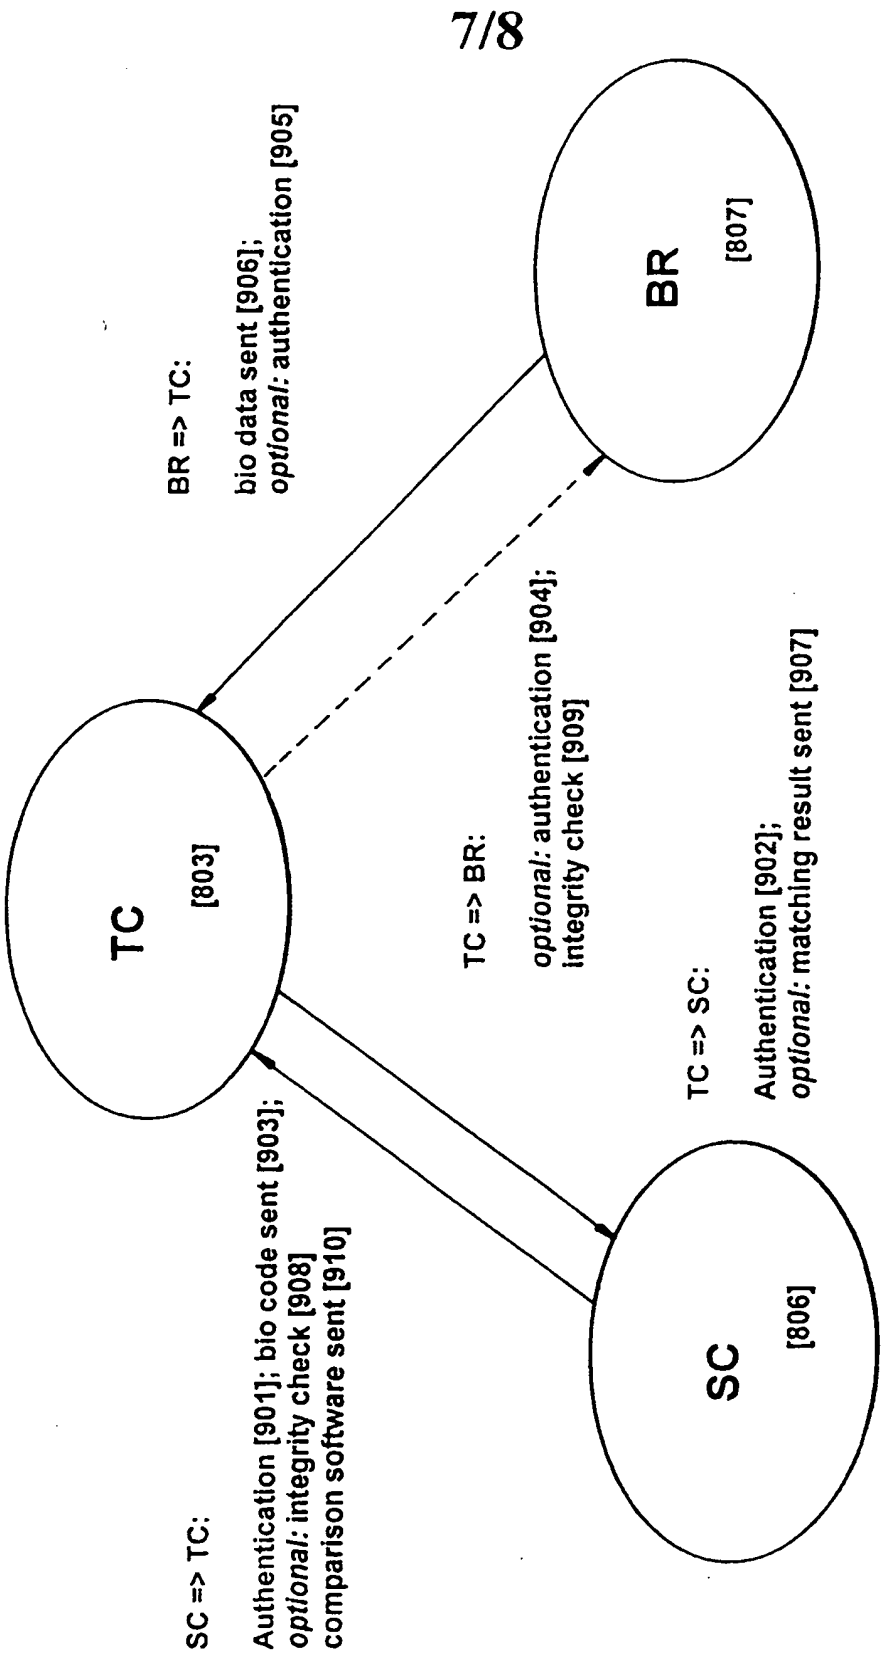 7/8
SC => TC:
Authentication [901]; bio code sent [903];
optional: integrity check [908]
comparison software sent [910]
TC
[803]
BR => TC:
bio data sent [906];
optional: authentication [905]
TC => BR:
optional: authentication [904];
integrity check [909]
TC => SC:
Authentication [902];
optional: matching result sent [907]
SC
[806]
BR
[807]